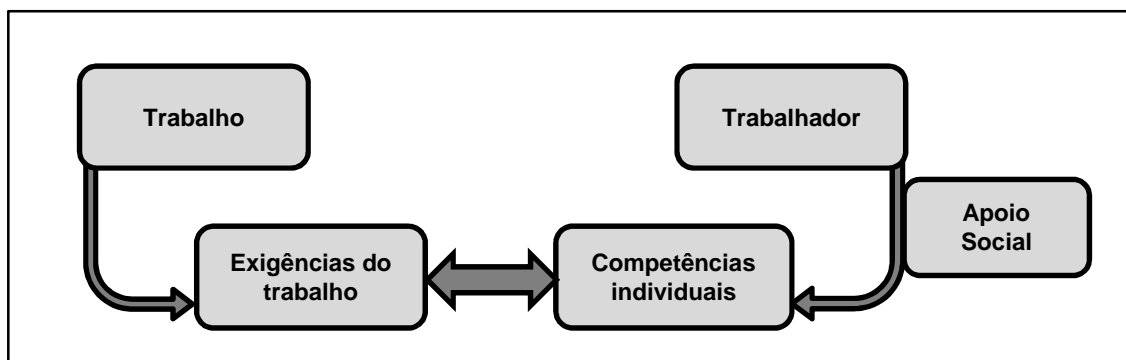 Trabalho
Trabalhador
Apoio
Social
Exigências do
trabalho
Competências
individuais